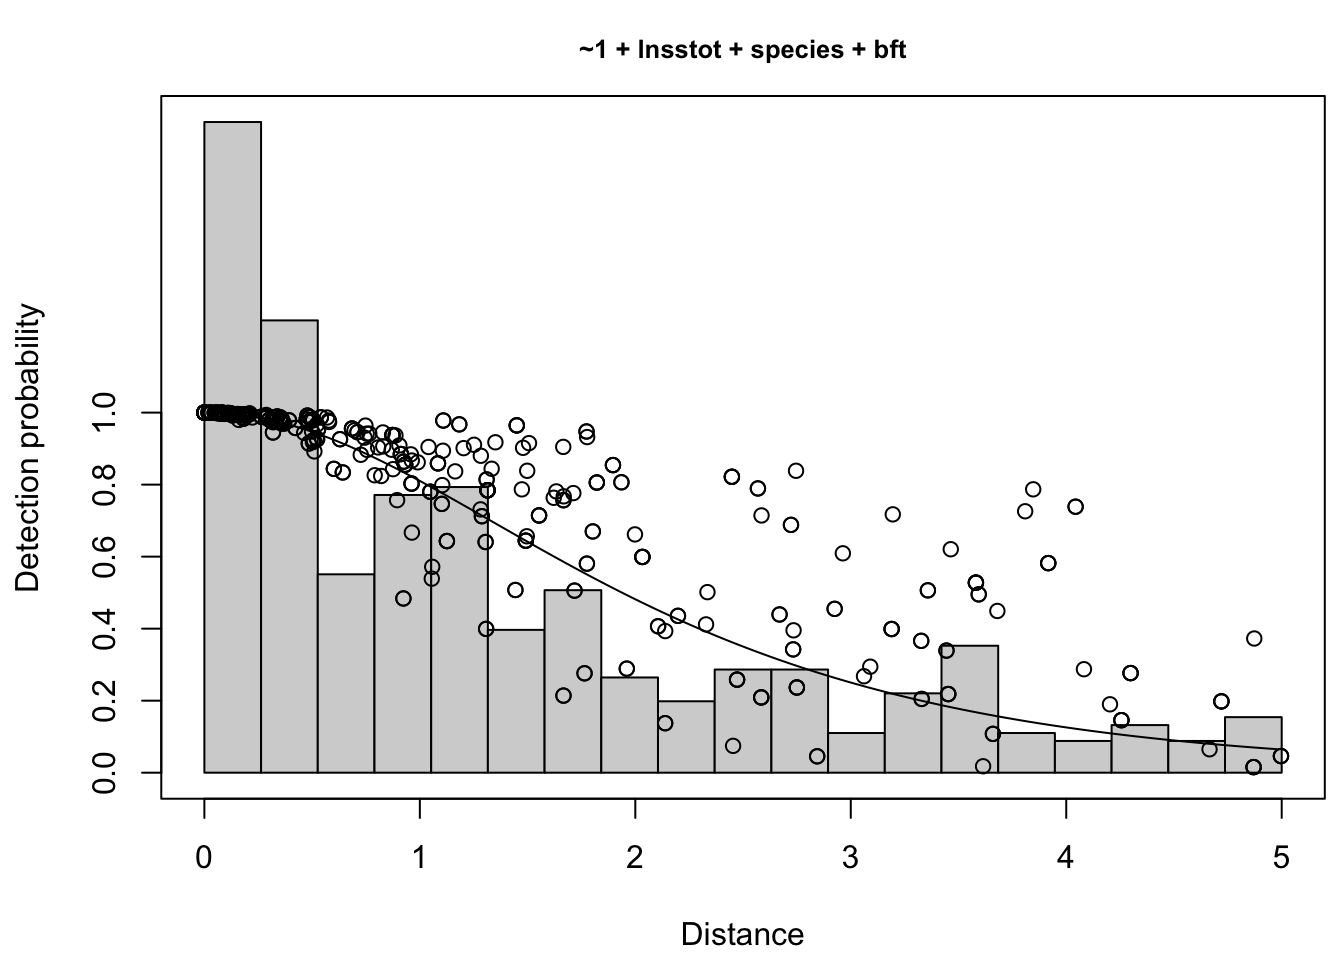 ~1 + lnsstot + species + bft
Detection probability
1.0
0.8
0.6
0.4
0.2
0.0
0 1 2 3 4 5
Distance